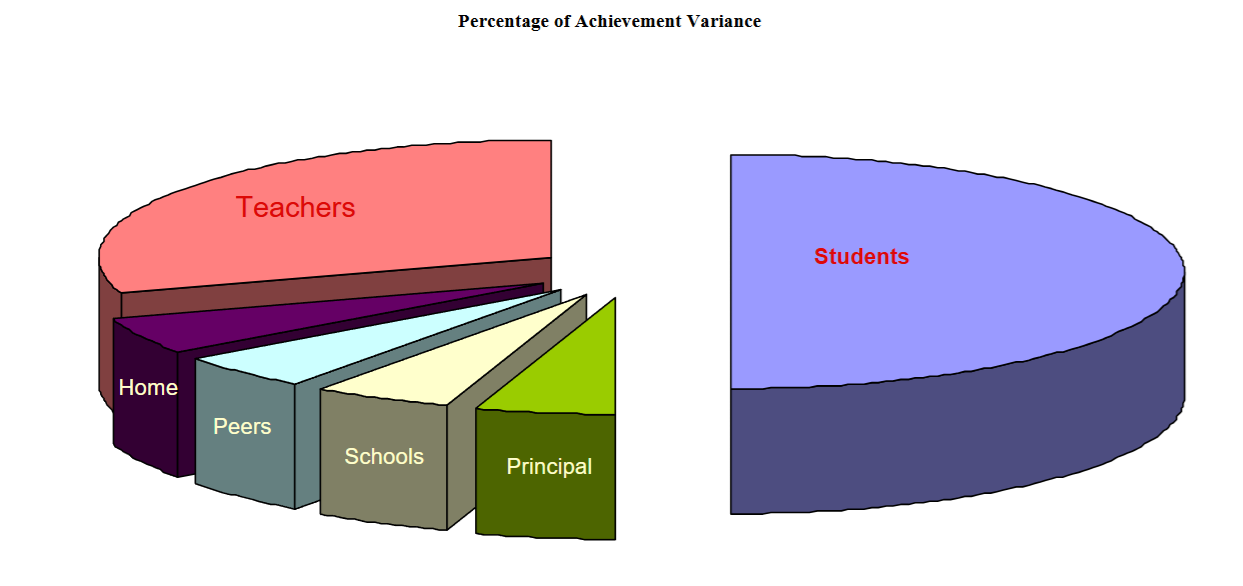 Percentage of Achievement Variance
Teachers
Students
Home
Peers
Schools
Principal